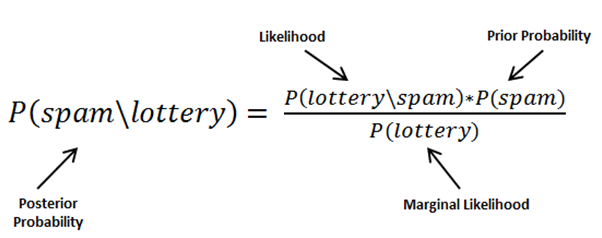 Likelihood
Prior Probability
P(spam\lottery) = P(lottery\spam)*P(spam)
P(lottery)
Posterior
Probability
Marginal Likelihood